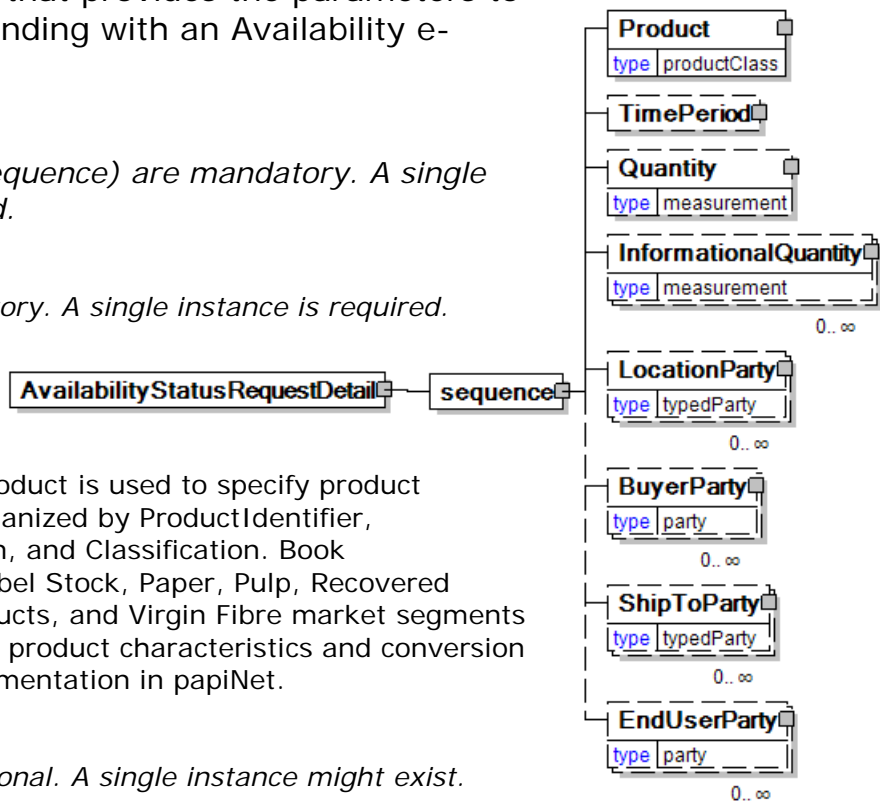 that provides the parameters to
nding with an Availability e-
equence) are mandatory. A single
d.
tory. A single instance is required.
oduct is used to specify product
anized by ProductIdentifier,
n, and Classification. Book
bel Stock, Paper, Pulp, Recovered
ucts, and Virgin Fibre market segments
product characteristics and conversion
mentation in papiNet.
onal. A single instance might exist.
AvailabilityStatusRequestDetail
sequence
Product
type productClass
TimePeriod
Quantity
type measurement
InformationalQuantity
type measurement
0.. ∞
LocationParty
type typedParty
0.. ∞
BuyerParty
type party
0.. ∞
ShipToParty
type typedParty
0.. ∞
EndUserParty
type party
0.. ∞